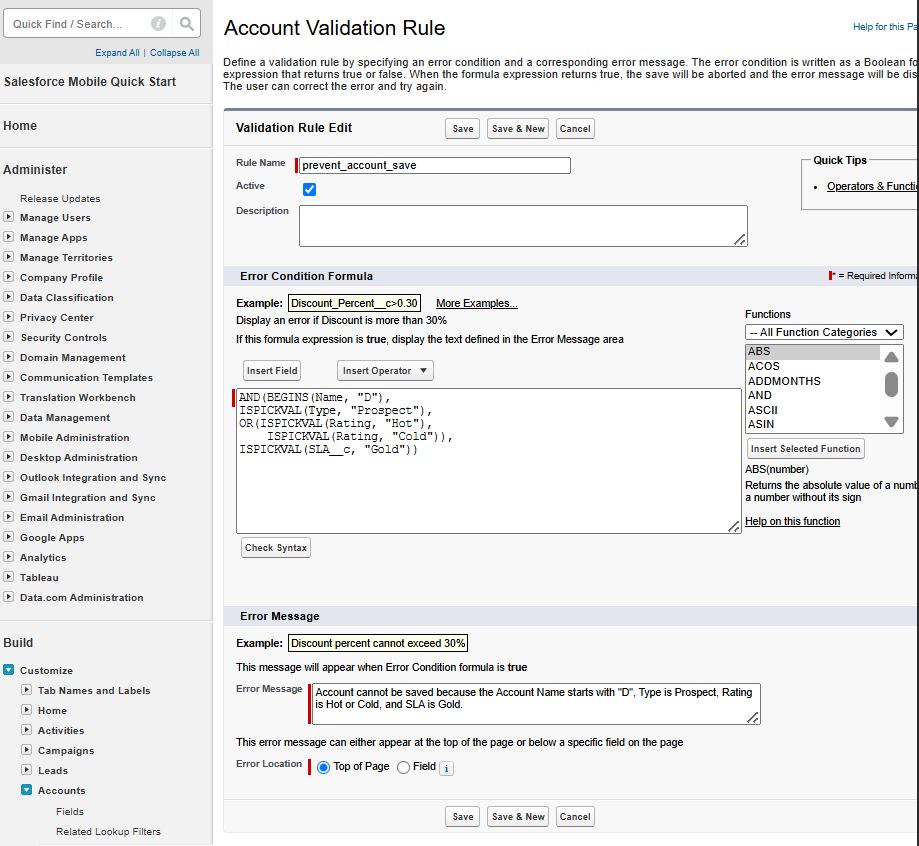 Quick Find / Search...
Expand All | Collapse All
Salesforce Mobile Quick Start
Home
Administer
Release Updates
Manage Users
Manage Apps
Manage Territories
Company Profile
Data Classification
Privacy Center
Security Controls
Domain Management
Communication Templates
Translation Workbench
Data Management
Mobile Administration
Desktop Administration
Outlook Integration and Sync
Gmail Integration and Sync
Email Administration
Google Apps
Analytics
Tableau
Data.com Administration
Build
Customize
Tab Names and Labels
Home
Activities
Campaigns
Leads
Accounts
Fields
Related Lookup Filters
Account Validation Rule
Help for this Pa
Define a validation rule by specifying an error condition and a corresponding error message. The error condition is written as a Boolean fo
expression that returns true or false. When the formula expression returns true, the save will be aborted and the error message will be dis
The user can correct the error and try again.
Validation Rule Edit
Save
Save & New
Cancel
Rule Name
prevent_account_save
Active
Description
Quick Tips
• Operators & Functi
Error Condition Formula
* = Required Informa
Example: Discount_Percent__c>0.30 More Examples...
Display an error if Discount is more than 30%
If this formula expression is true, display the text defined in the Error Message area
Insert Field
Insert Operator
AND(BEGINS(Name, "D"),
ISPICKVAL(Type, "Prospect"),
OR(ISPICKVAL(Rating, "Hot"),
ISPICKVAL(Rating, "Cold")),
ISPICKVAL(SLA__c, "Gold"))
Check Syntax
Functions
-- All Function Categories
ABS
ACOS
ADDMONTHS
AND
ASCII
ASIN
Insert Selected Function
ABS(number)
Returns the absolute value of a numb
a number without its sign
Help on this function
Error Message
Example: Discount percent cannot exceed 30%
This message will appear when Error Condition formula is true
Error Message
Account cannot be saved because the Account Name starts with "D", Type is Prospect, Rating
is Hot or Cold, and SLA is Gold.
This error message can either appear at the top of the page or below a specific field on the page
Error Location
Top of Page
Field
i
Save
Save & New
Cancel